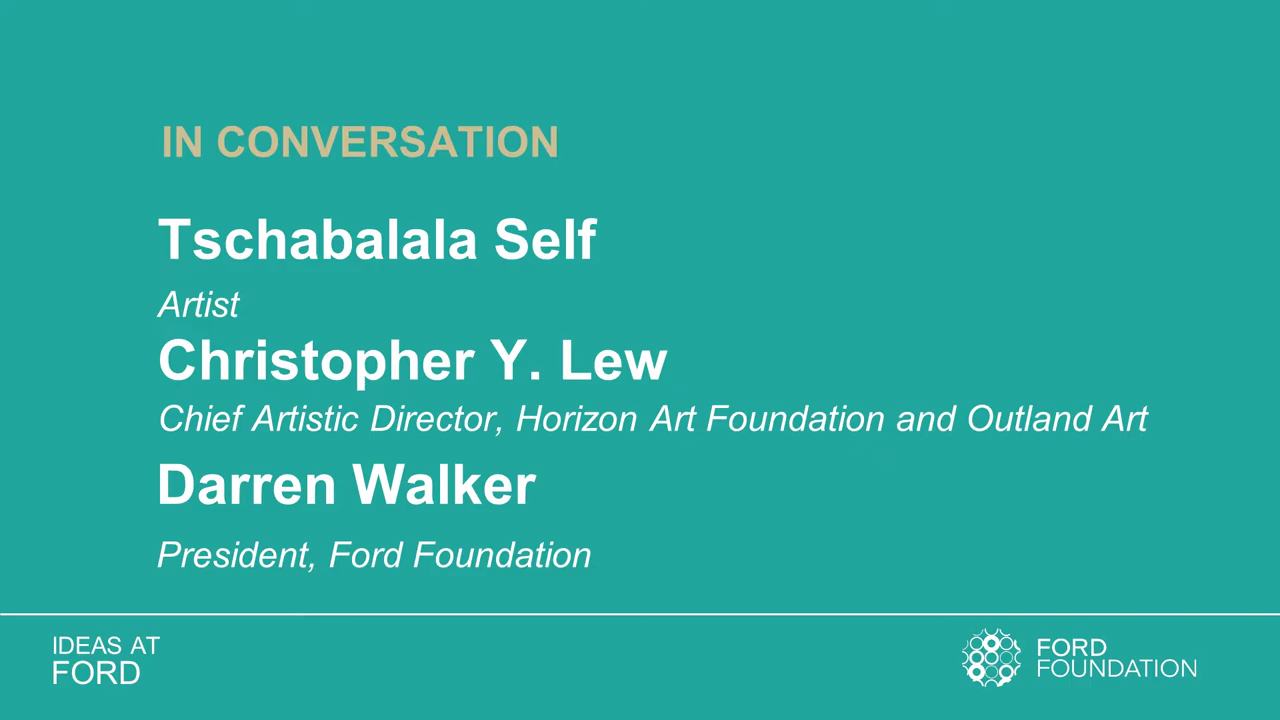 IN CONVERSATION
Tschabalala Self
Artist
Christopher Y. Lew
Chief Artistic Director, Horizon Art Foundation and Outland Art
Darren Walker
President, Ford Foundation
IDEAS AT
FORD
FORD
FOUNDATION